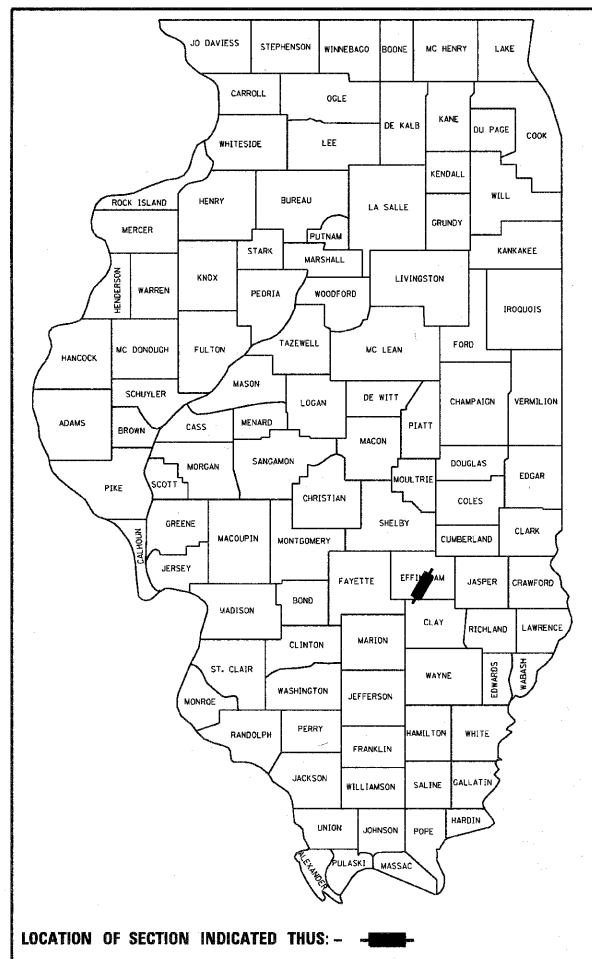 JO DAVIESS
STEPHENSON
WINNEBAGO
BOONE
MC HENRY
LAKE
CARROLL
OGLE
DE KALB
KANE
DU PAGE
COOK
WHITESIDE
LEE
KENDALL
WILL
ROCK ISLAND
HENRY
BUREAU
LA SALLE
GRUNDY
MERCER
PUTNAM
KANKAKEE
STARK
MARSHALL
HENDERSON
WARREN
KNOX
PEORIA
WOODFORD
LIVINGSTON
IROQUOIS
HANCOCK
MC DONOUGH
FULTON
TAZEWELL
MC LEAN
FORD
SCHUYLER
MASON
LOGAN
DE WITT
CHAMPAIGN
VERMILION
ADAMS
BROWN
CASS
MENARD
MACON
PIATT
PIKE
SCOTT
MORGAN
SANGAMON
CHRISTIAN
MOULTRIE
DOUGLAS
EDGAR
COLES
CALHOUN
GREENE
MACOUPIN
MONTGOMERY
SHELBY
CUMBERLAND
CLARK
JERSEY
FAYETTE
JASPER
CRAWFORD
MADISON
BOND
CLAY
RICHLAND
LAWRENCE
CLINTON
MARION
ST. CLAIR
WAYNE
EDWARDS
WABASH
MONROE
WASHINGTON
JEFFERSON
RANDOLPH
PERRY
HAMILTON
WHITE
FRANKLIN
JACKSON
WILLIAMSON
SALINE
GALLATIN
UNION
JOHNSON
POPE
HARDIN
ALEXANDER
PULASKI
MASSAC
LOCATION OF SECTION INDICATED THUS: -